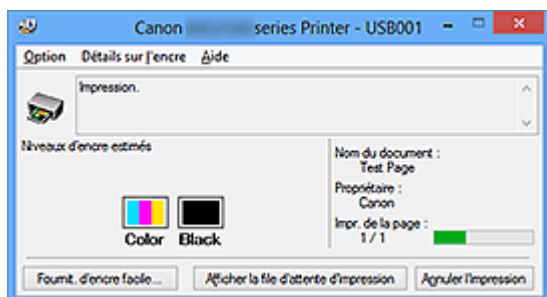 Canon series Printer - USB001
Option Détails sur l'encre Aide
Impression.
Niveaux d'encre estimés
Color Black
Nom du document :
Test Page
Propriétaire :
Canon
Impr. de la page :
1 / 1
Fournit. d'encre facile... Afficher la file d'attente d'impression Annuler l'impression